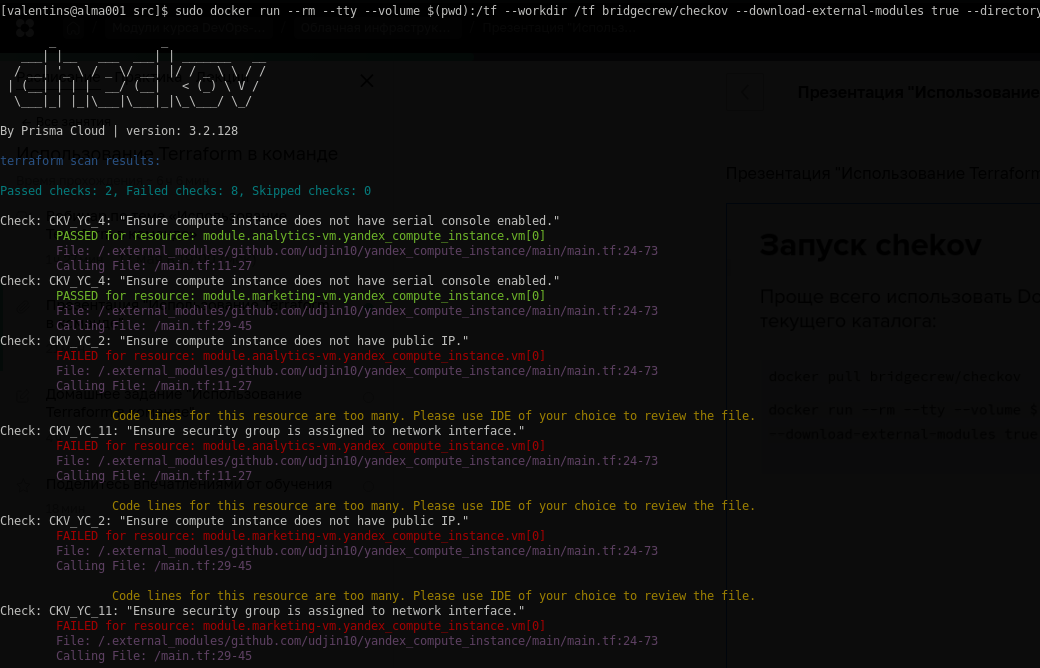 [valentins@alma001 src]$ sudo docker run --rm --tty --volume $(pwd):/tf --workdir /tf bridgecrew/checkov --download-external-modules true --directory
By Prisma Cloud | version: 3.2.128
Все занятия
Использование Terraform в команде
terraform scan results:
Passed checks: 2, Failed checks: 8, Skipped checks: 0
Check: CKV_YC_4: "Ensure compute instance does not have serial console enabled."
PASSED for resource: module.analytics-vm.yandex_compute_instance.vm[0]
File: /.external_modules/github.com/udjin10/yandex_compute_instance/main/main.tf:24-73
Calling File: /main.tf:11-27
Check: CKV_YC_4: "Ensure compute instance does not have serial console enabled."
PASSED for resource: module.marketing-vm.yandex_compute_instance.vm[0]
File: /.external_modules/github.com/udjin10/yandex_compute_instance/main/main.tf:24-73
Calling File: /main.tf:29-45
Check: CKV_YC_2: "Ensure compute instance does not have public IP."
FAILED for resource: module.analytics-vm.yandex_compute_instance.vm[0]
File: /.external_modules/github.com/udjin10/yandex_compute_instance/main/main.tf:24-73
Calling File: /main.tf:11-27
Домашнее задание "Использование
Terraform
Code lines for this resource are too many. Please use IDE of your choice to review the file.
Check: CKV_YC_11: "Ensure security group is assigned to network interface."
FAILED for resource: module.analytics-vm.yandex_compute_instance.vm[0]
File: /.external_modules/github.com/udjin10/yandex_compute_instance/main/main.tf:24-73
Calling File: /main.tf:11-27
Поделитесь впечатлениями от обучения
Code lines for this resource are too many. Please use IDE of your choice to review the file.
Check: CKV_YC_2: "Ensure compute instance does not have public IP."
FAILED for resource: module.marketing-vm.yandex_compute_instance.vm[0]
File: /.external_modules/github.com/udjin10/yandex_compute_instance/main/main.tf:24-73
Calling File: /main.tf:29-45
Code lines for this resource are too many. Please use IDE of your choice to review the file.
Check: CKV_YC_11: "Ensure security group is assigned to network interface."
FAILED for resource: module.marketing-vm.yandex_compute_instance.vm[0]
File: /.external_modules/github.com/udjin10/yandex_compute_instance/main/main.tf:24-73
Calling File: /main.tf:29-45
Презентация "Использование
Презентация "Использование Terraform
Запуск chekov
Проще всего использовать Do
текущего каталога:
docker pull bridgecrew/checkov
docker run --rm --tty --volume $
--download-external-modules true